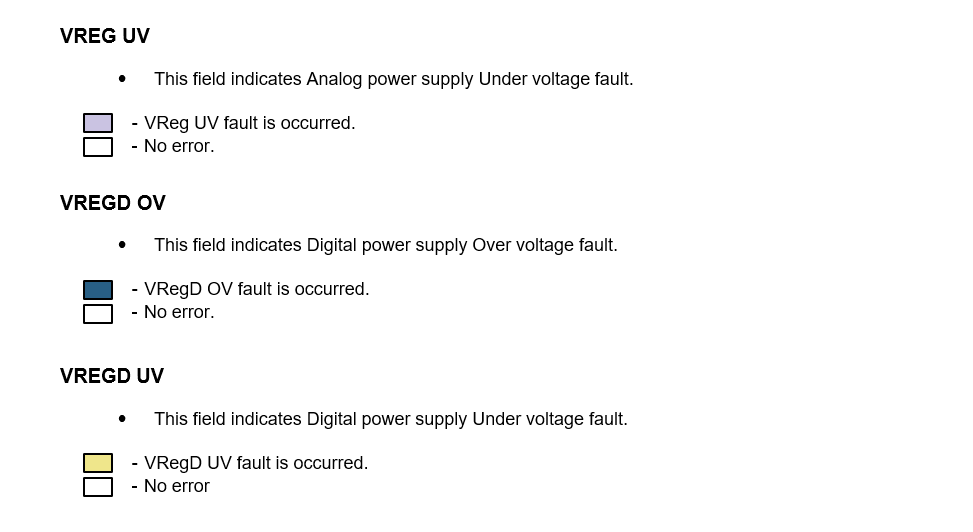 VREG UV
• This field indicates Analog power supply Under voltage fault.
- VReg UV fault is occurred.
- No error.
VREGD OV
• This field indicates Digital power supply Over voltage fault.
- VRegD OV fault is occurred.
- No error.
VREGD UV
• This field indicates Digital power supply Under voltage fault.
- VRegD UV fault is occurred.
- No error